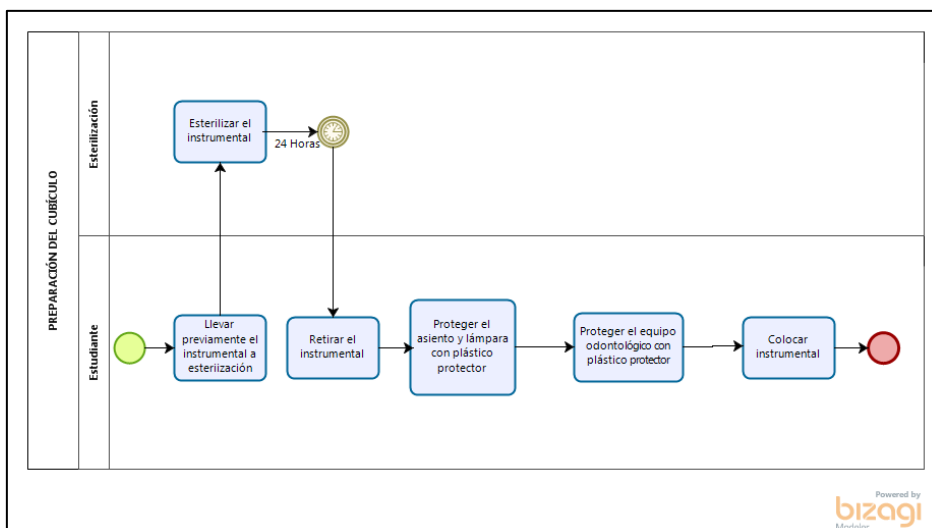 PREPARACIÓN DEL CUBÍCULO
Esterilización
Esterilizar el
instrumental
24 Horas
Estudiante
Llevar
previamente el
instrumental a
esteriización
Retirar el
instrumental
Proteger el
asiento y lámpara
con plástico
protector
Proteger el equipo
odontológico con
plástico protector
Colocar
instrumental
Powered by
bizagi
Modeler